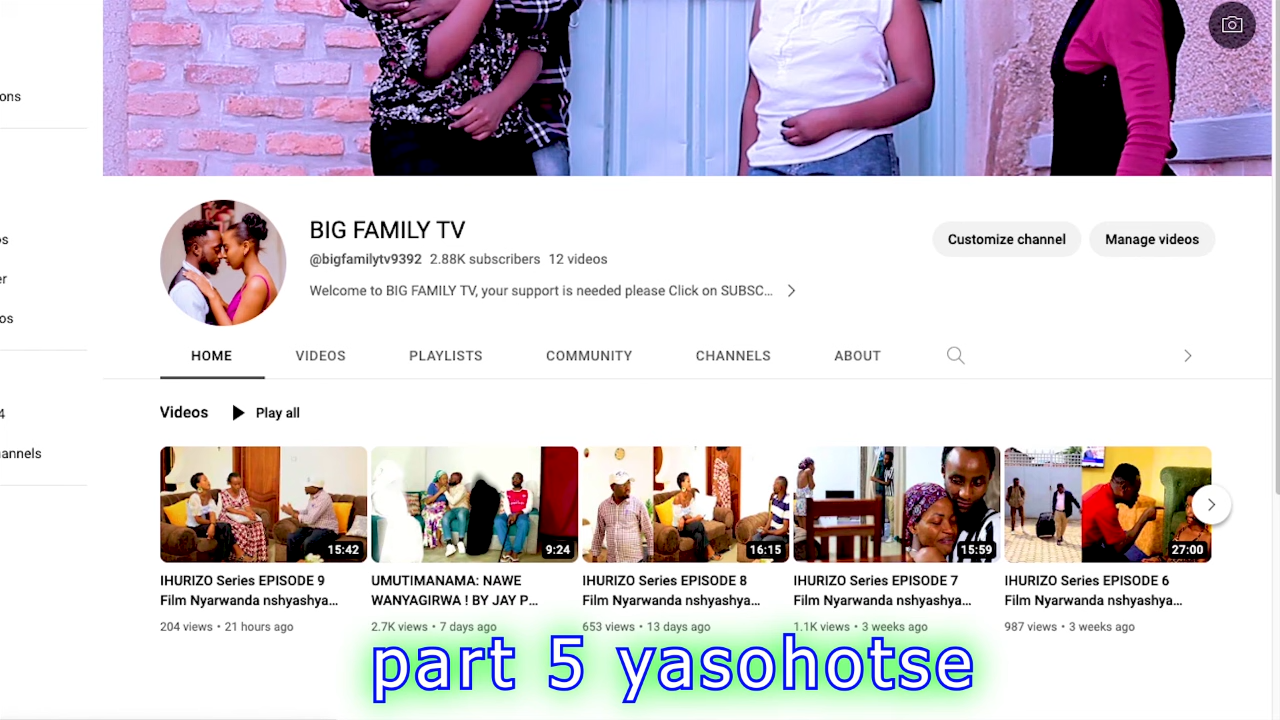 ons
s
er
os
4
annels
BIG FAMILY TV
@bigfamilytv9392 2.88K subscribers 12 videos
Welcome to BIG FAMILY TV, your support is needed please Click on SUBSC...
Customize channel
Manage videos
HOME VIDEOS PLAYLISTS COMMUNITY CHANNELS ABOUT
Videos Play all
15:42
9:24
16:15
15:59
27:00
IHURIZO Series EPISODE 9
Film Nyarwanda nshyashya...
204 views • 21 hours ago
UMUTIMANAMA: NAWE
WANYAGIRWA ! BY JAY P...
2.7K views • 7 days ago
IHURIZO Series EPISODE 8
Film Nyarwanda nshyashya...
653 views • 13 days ago
IHURIZO Series EPISODE 7
Film Nyarwanda nshyashya...
1.1K views • 3 weeks ago
IHURIZO Series EPISODE 6
Film Nyarwanda nshyashya...
987 views • 3 weeks ago
part 5 yasohotse